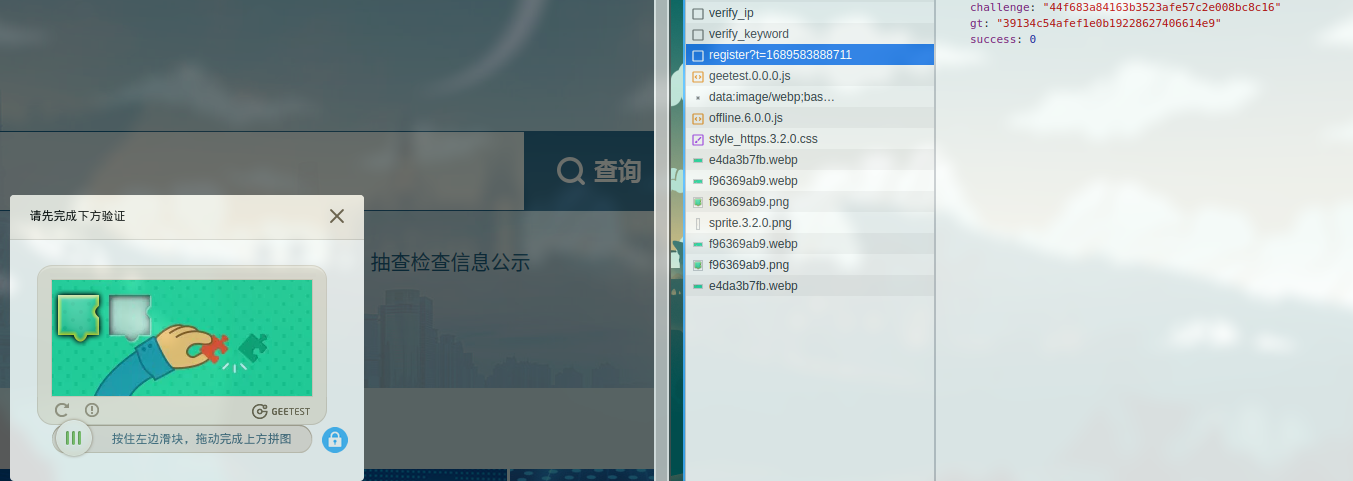 查询
请先完成下方验证
抽查检查信息公示
GEETEST
按住左边滑块，拖动完成上方拼图
verify_ip
verify_keyword
register?t=1689583888711
geetest.0.0.0.js
data:image/webp;bas…
offline.6.0.0.js
style_https.3.2.0.css
e4da3b7fb.webp
f96369ab9.webp
f96369ab9.png
sprite.3.2.0.png
f96369ab9.webp
f96369ab9.png
e4da3b7fb.webp
challenge: "44f683a84163b3523afe57c2e008bc8c16"
gt: "39134c54afef1e0b19228627406614e9"
success: 0